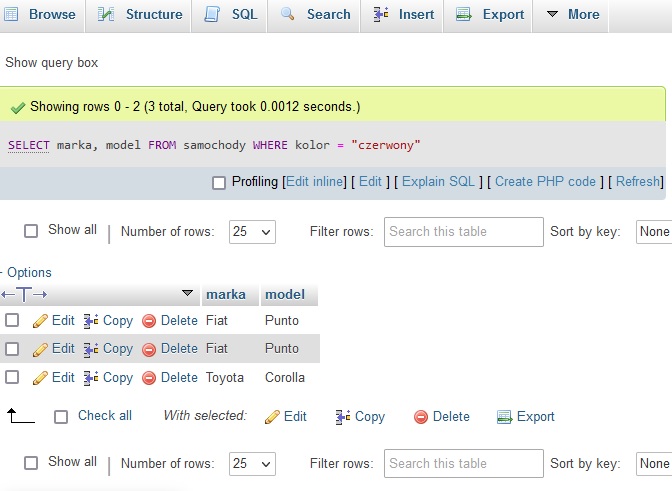 Browse Structure SQL Search Insert Export More
Show query box
Showing rows 0 - 2 (3 total, Query took 0.0012 seconds.)
SELECT marka, model FROM samochody WHERE kolor = "czerwony"
Profiling [Edit inline] [ Edit ] [ Explain SQL ] [ Create PHP code ] [ Refresh]
Show all | Number of rows: 25 Filter rows: Search this table Sort by key: None
- Options
←T→ marka model
Edit Copy Delete Fiat Punto
Edit Copy Delete Fiat Punto
Edit Copy Delete Toyota Corolla
Check all With selected: Edit Copy Delete Export
Show all | Number of rows: 25 Filter rows: Search this table Sort by key: None